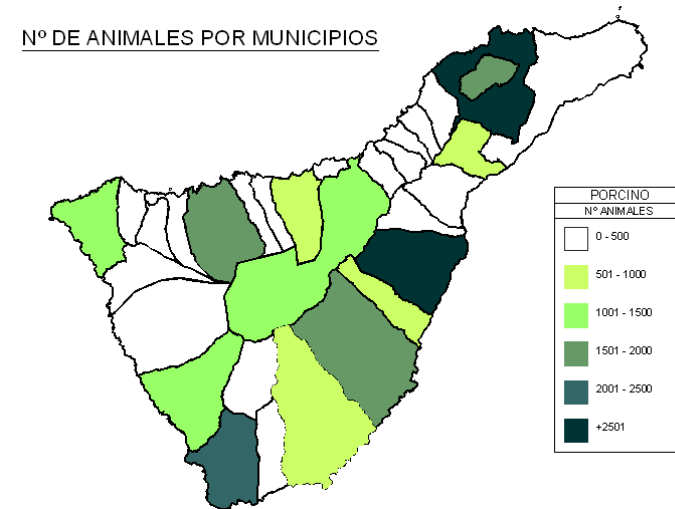 Nº DE ANIMALES POR MUNICIPIOS
PORCINO
Nº ANIMALES
0 - 500
501 - 1000
1001 - 1500
1501 - 2000
2001 - 2500
+2501